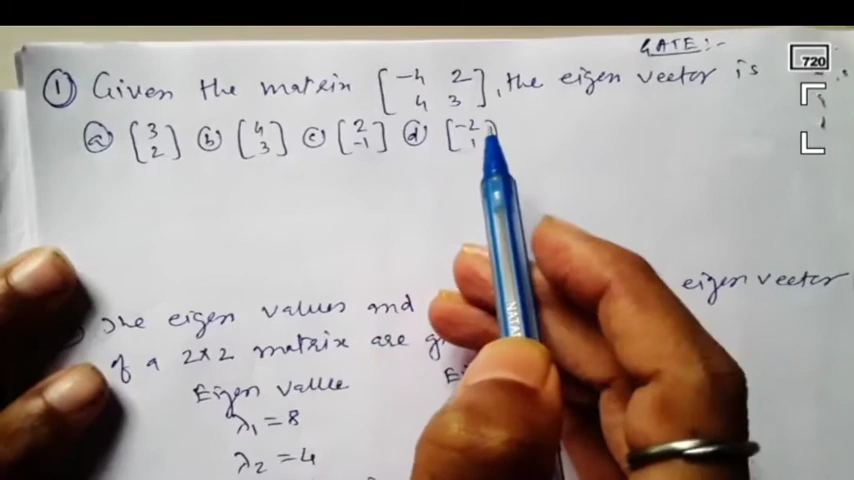 GATE:-
① Given the matrix [-4 2
4 3], the eigen vector is
ⓐ [3 2] ⓑ [4 3] ⓒ [2 -1] ⓓ [-2 1]
The eigen values and eigen vector
of a 2*2 matrix are
Eigen value
λ1 = 8
λ2 = 4
NATA
720